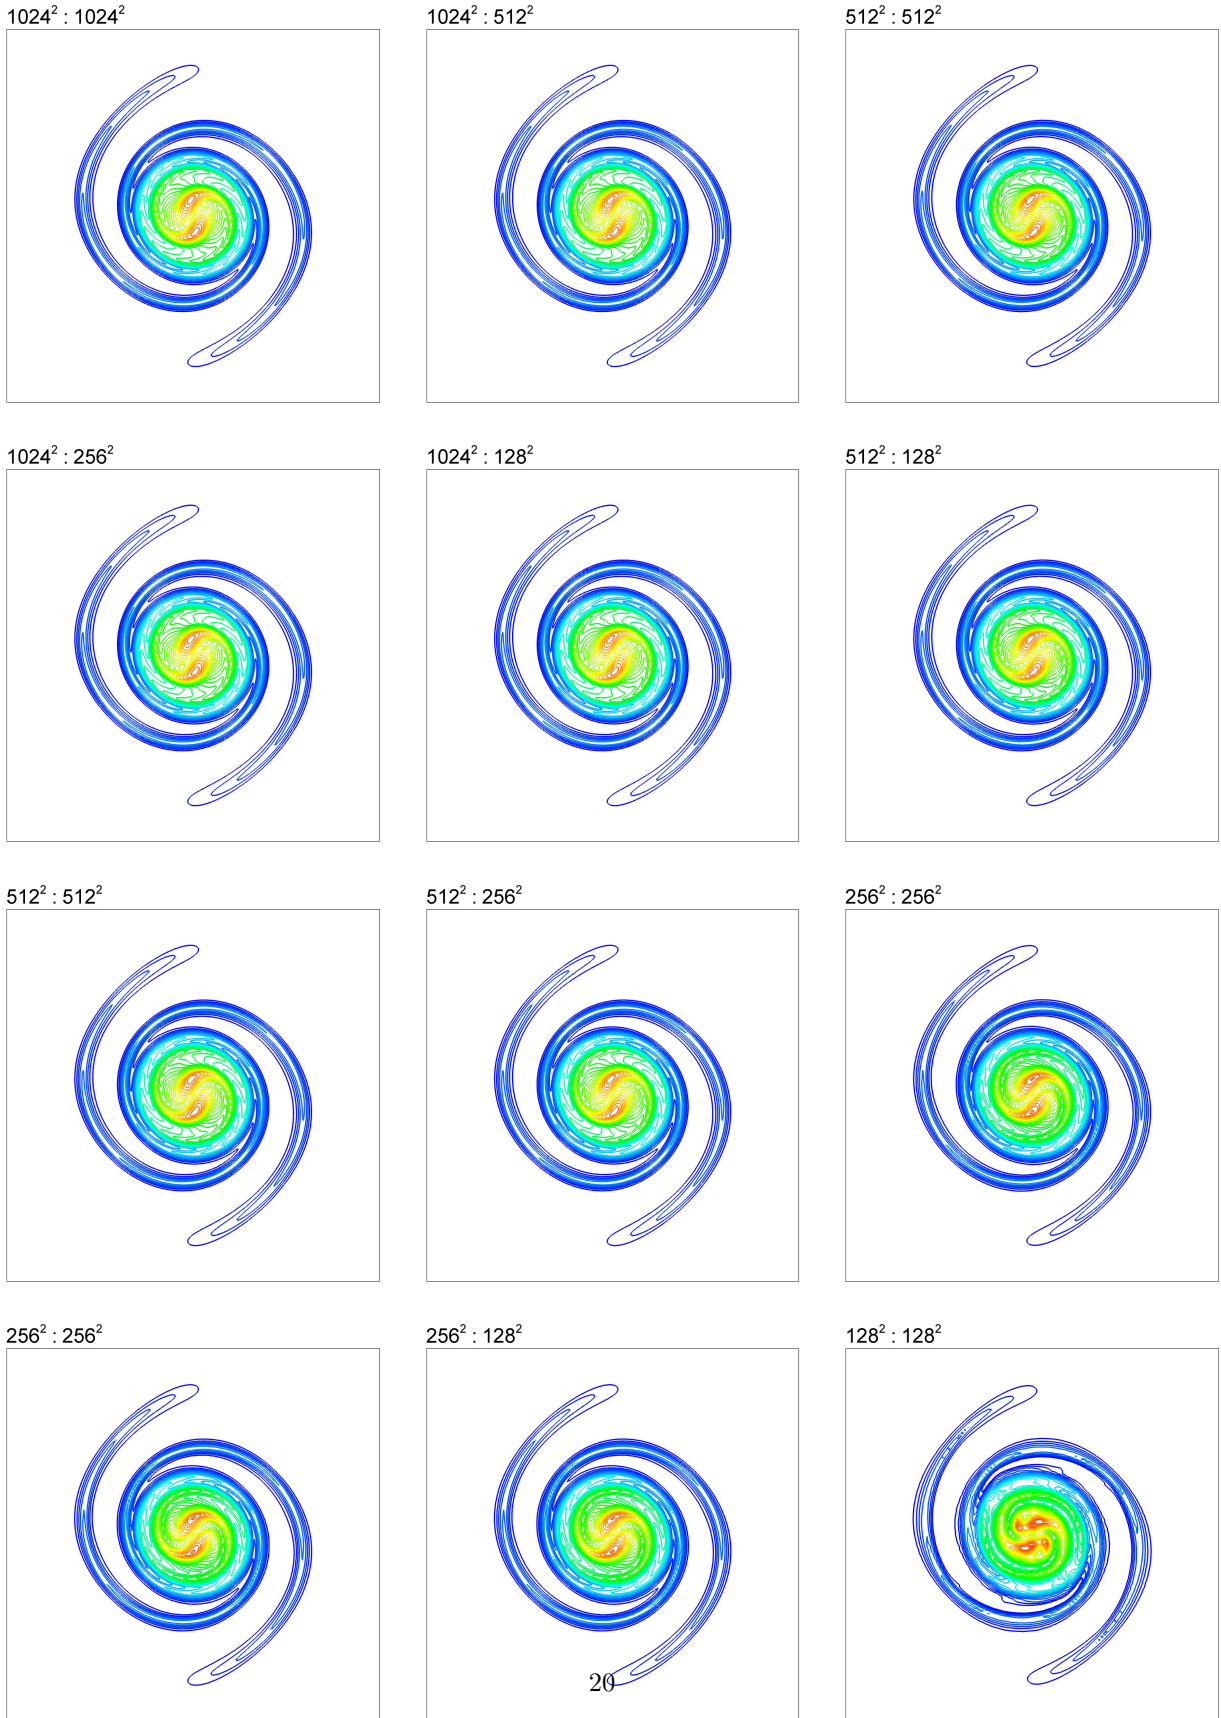 1024² : 1024²
1024² : 512²
512² : 512²
1024² : 256²
1024² : 128²
512² : 128²
512² : 512²
512² : 256²
256² : 256²
256² : 256²
256² : 128²
128² : 128²
20